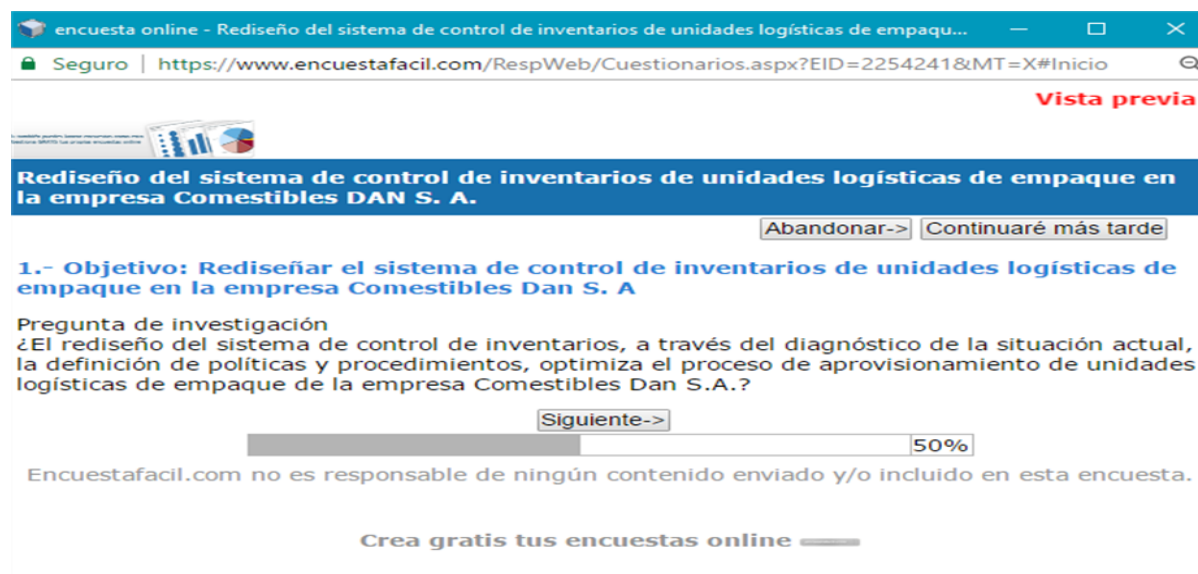 encuesta online - Rediseño del sistema de control de inventarios de unidades logísticas de empaqu...
Seguro | https://www.encuestafacil.com/RespWeb/Cuestionarios.aspx?EID=2254241&MT=X#Inicio
Vista previa
Rediseño del sistema de control de inventarios de unidades logísticas de empaque en
la empresa Comestibles DAN S. A.
Abandonar-> Continuaré más tarde
1.- Objetivo: Rediseñar el sistema de control de inventarios de unidades logísticas de
empaque en la empresa Comestibles Dan S. A
Pregunta de investigación
¿El rediseño del sistema de control de inventarios, a través del diagnóstico de la situación actual,
la definición de políticas y procedimientos, optimiza el proceso de aprovisionamiento de unidades
logísticas de empaque de la empresa Comestibles Dan S.A.?
Siguiente->
50%
Encuestafacil.com no es responsable de ningún contenido enviado y/o incluido en esta encuesta.
Crea gratis tus encuestas online